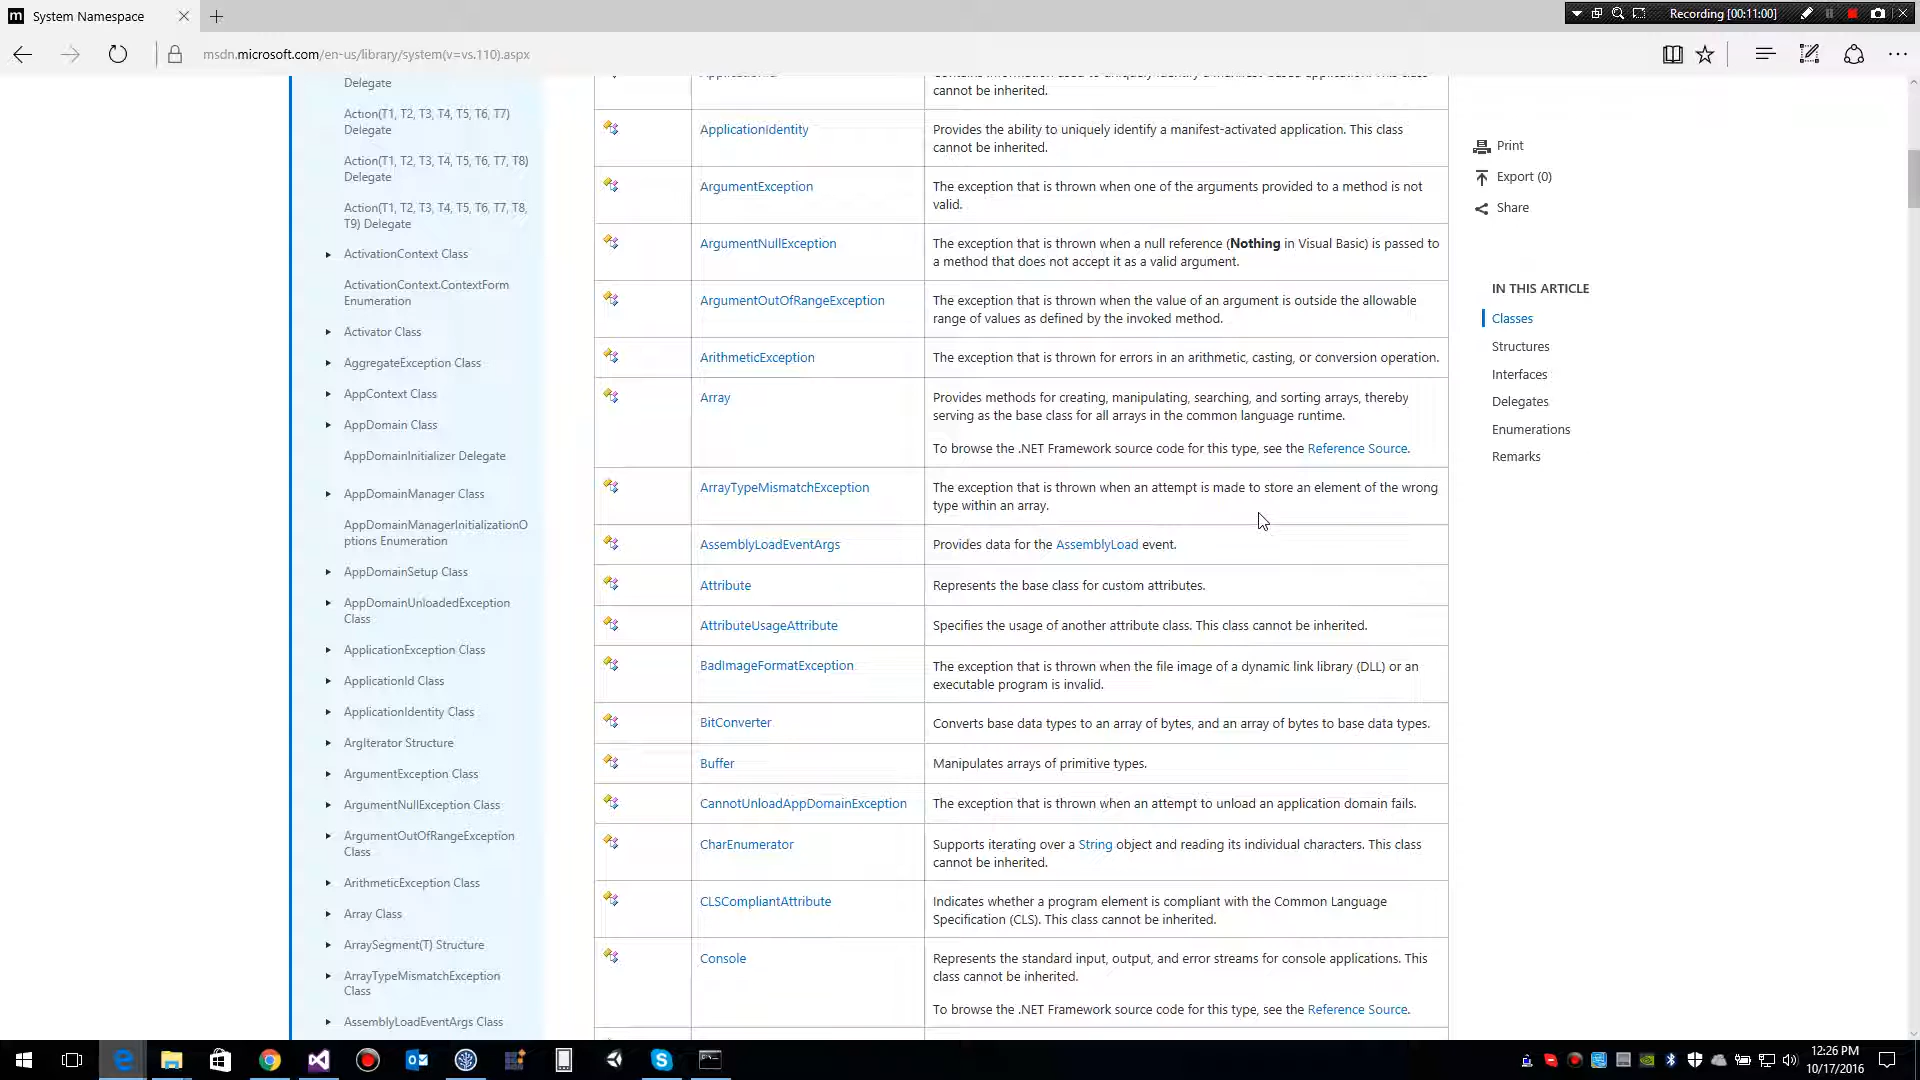 System Namespace
Recording [00:11:00]
msdn.microsoft.com/en-us/library/system(v=vs.110).aspx
Delegate
Action(T1, T2, T3, T4, T5, T6, T7)
Delegate
Action(T1, T2, T3, T4, T5, T6, T7, T8)
Delegate
Action(T1, T2, T3, T4, T5, T6, T7, T8,
T9) Delegate
ActivationContext Class
ActivationContext.ContextForm
Enumeration
Activator Class
AggregateException Class
AppContext Class
AppDomain Class
AppDomainInitializer Delegate
AppDomainManager Class
AppDomainManagerInitializationO
ptions Enumeration
AppDomainSetup Class
AppDomainUnloadedException
Class
ApplicationException Class
ApplicationId Class
ApplicationIdentity Class
ArgIterator Structure
ArgumentException Class
ArgumentNullException Class
ArgumentOutOfRangeException
Class
ArithmeticException Class
Array Class
ArraySegment(T) Structure
ArrayTypeMismatchException
Class
AssemblyLoadEventArgs Class
cannot be inherited.
ApplicationIdentity
Provides the ability to uniquely identify a manifest-activated application. This class
cannot be inherited.
ArgumentException
The exception that is thrown when one of the arguments provided to a method is not
valid.
ArgumentNullException
The exception that is thrown when a null reference (Nothing in Visual Basic) is passed to
a method that does not accept it as a valid argument.
ArgumentOutOfRangeException
The exception that is thrown when the value of an argument is outside the allowable
range of values as defined by the invoked method.
ArithmeticException
The exception that is thrown for errors in an arithmetic, casting, or conversion operation.
Array
Provides methods for creating, manipulating, searching, and sorting arrays, thereby
serving as the base class for all arrays in the common language runtime.
To browse the .NET Framework source code for this type, see the Reference Source.
ArrayTypeMismatchException
The exception that is thrown when an attempt is made to store an element of the wrong
type within an array.
AssemblyLoadEventArgs
Provides data for the AssemblyLoad event.
Attribute
Represents the base class for custom attributes.
AttributeUsageAttribute
Specifies the usage of another attribute class. This class cannot be inherited.
BadImageFormatException
The exception that is thrown when the file image of a dynamic link library (DLL) or an
executable program is invalid.
BitConverter
Converts base data types to an array of bytes, and an array of bytes to base data types.
Buffer
Manipulates arrays of primitive types.
CannotUnloadAppDomainException
The exception that is thrown when an attempt to unload an application domain fails.
CharEnumerator
Supports iterating over a String object and reading its individual characters. This class
cannot be inherited.
CLSCompliantAttribute
Indicates whether a program element is compliant with the Common Language
Specification (CLS). This class cannot be inherited.
Console
Represents the standard input, output, and error streams for console applications. This
class cannot be inherited.
To browse the .NET Framework source code for this type, see the Reference Source.
Print
Export (0)
Share
IN THIS ARTICLE
Classes
Structures
Interfaces
Delegates
Enumerations
Remarks
12:26 PM
10/17/2016